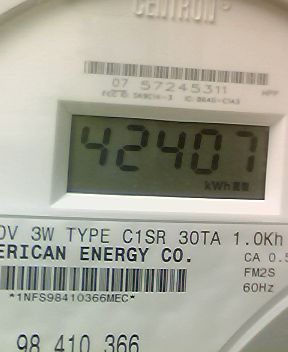 CENTRON®
07 57245311
42407
kWh
0V 3W TYPE C1SR 30TA 1.0Kh
ERICAN ENERGY CO.
CA 0.5
FM2S
*1NFS98410366MEC*
60Hz
98 410 366